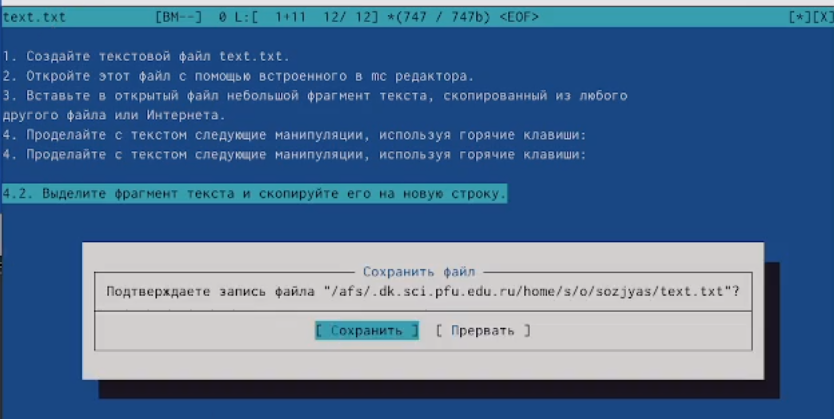 text.txt [BM--] 0 L:[ 1+11 12/ 12] *(747 / 747b) <EOF> [*][X]
1. Создайте текстовой файл text.txt.
2. Откройте этот файл с помощью встроенного в mc редактора.
3. Вставьте в открытый файл небольшой фрагмент текста, скопированный из любого
другого файла или Интернета.
4. Проделайте с текстом следующие манипуляции, используя горячие клавиши:
4. Проделайте с текстом следующие манипуляции, используя горячие клавиши:
4.2. Выделите фрагмент текста и скопируйте его на новую строку.
Сохранить файл
Подтверждаете запись файла "/afs/.dk.sci.pfu.edu.ru/home/s/o/sozjyas/text.txt"?
[ Сохранить ] [ Прервать ]